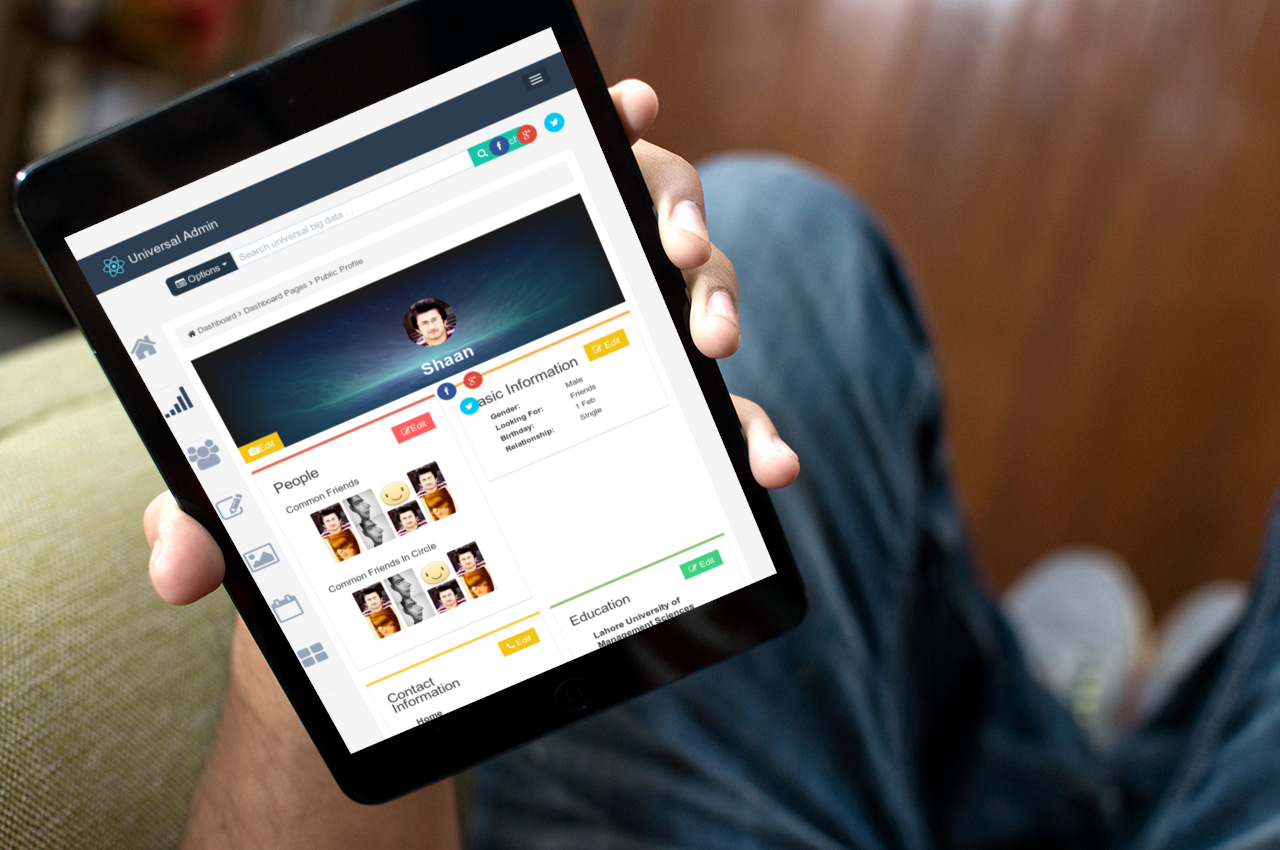 Universal Admin
Options
Search universal big data . . .
ch
Dashboard > Dashboard Pages > Public Profile
Shaan
Edit
People
Edit
Common Friends
Common Friends In Circle
Basic Information
Edit
Gender: Male
Looking For: Friends
Birthday: 1 Feb
Relationship: Single
Contact
Information
Edit
Home
Education
Edit
Lahore University of
Management Sciences